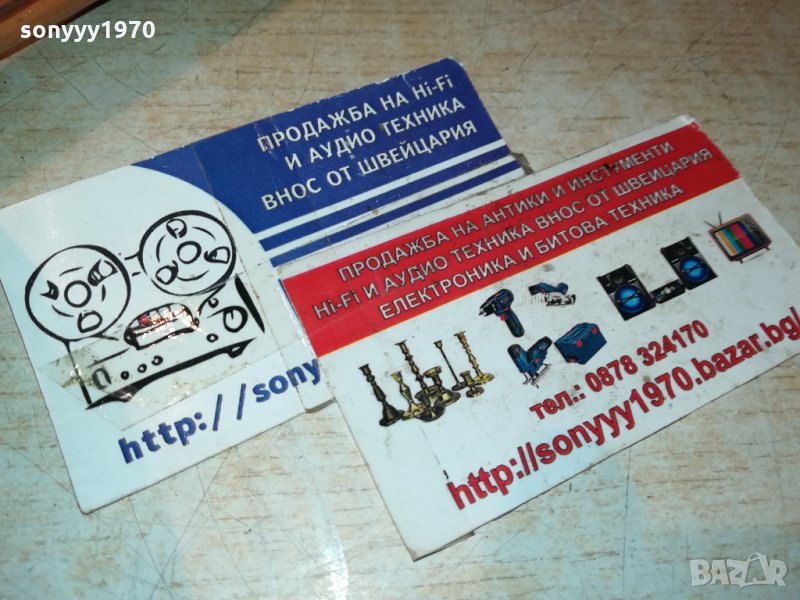 sonyyy1970
ПРОДАЖБА НА Hi-Fi
И АУДИО ТЕХНИКА
ВНОС ОТ ШВЕЙЦАРИЯ
http://sony
ПРОДАЖБА НА АНТИКИ И ИНСТУМЕНТИ
Hi-Fi И АУДИО ТЕХНИКА ВНОС ОТ ШВЕЙЦАРИЯ
ЕЛЕКТРОНИКА И БИТОВА ТЕХНИКА
тел.: 0878 324170
http://sonyyy1970.bazar.bg/
BAZAR